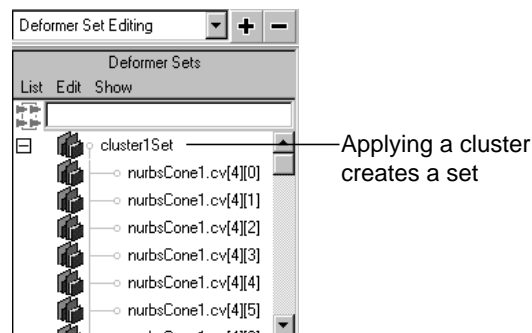 Deformer Set Editing
Deformer Sets
List Edit Show
cluster1Set
Applying a cluster
creates a set
nurbsCone1.cv[4][0]
nurbsCone1.cv[4][1]
nurbsCone1.cv[4][2]
nurbsCone1.cv[4][3]
nurbsCone1.cv[4][4]
nurbsCone1.cv[4][5]